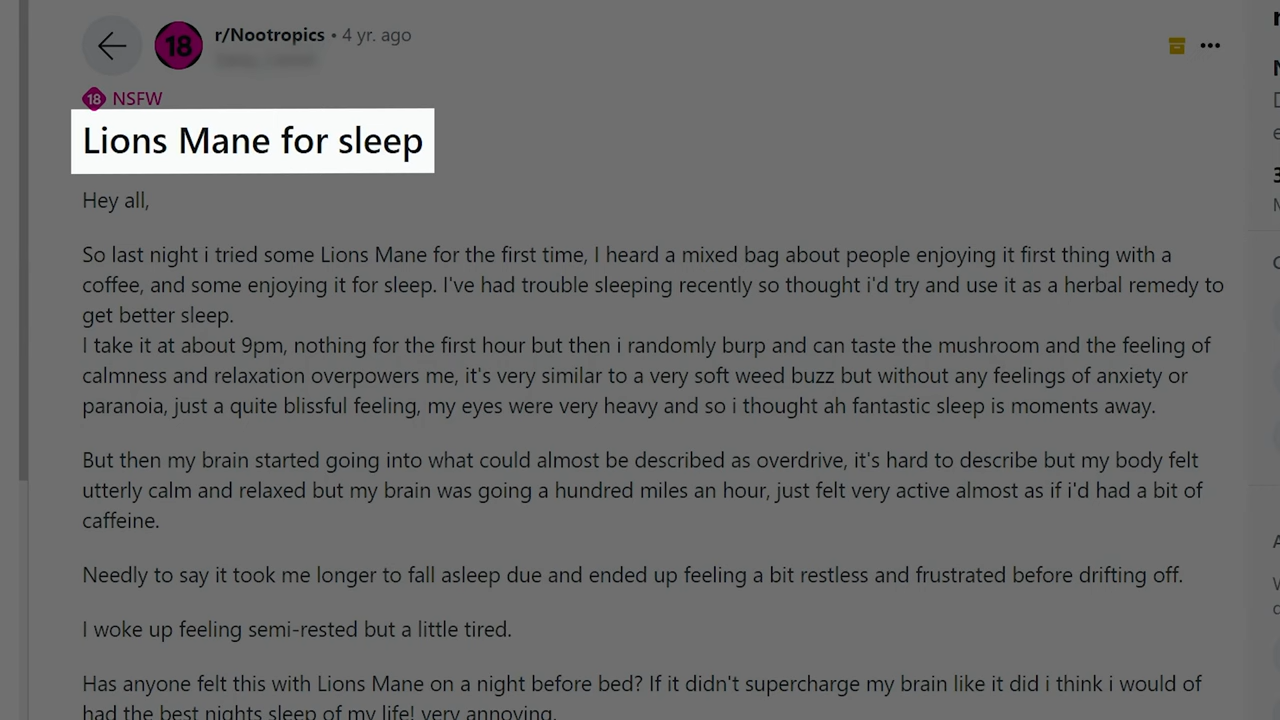 r/Nootropics • 4 yr. ago
18
18 NSFW
Lions Mane for sleep
Hey all,
So last night i tried some Lions Mane for the first time, I heard a mixed bag about people enjoying it first thing with a
coffee, and some enjoying it for sleep. I've had trouble sleeping recently so thought i'd try and use it as a herbal remedy to
get better sleep.
I take it at about 9pm, nothing for the first hour but then i randomly burp and can taste the mushroom and the feeling of
calmness and relaxation overpowers me, it's very similar to a very soft weed buzz but without any feelings of anxiety or
paranoia, just a quite blissful feeling, my eyes were very heavy and so i thought ah fantastic sleep is moments away.
But then my brain started going into what could almost be described as overdrive, it's hard to describe but my body felt
utterly calm and relaxed but my brain was going a hundred miles an hour, just felt very active almost as if i'd had a bit of
caffeine.
Needly to say it took me longer to fall asleep due and ended up feeling a bit restless and frustrated before drifting off.
I woke up feeling semi-rested but a little tired.
Has anyone felt this with Lions Mane on a night before bed? If it didn't supercharge my brain like it did i think i would of
had the best nights sleep of my life! very annoying.